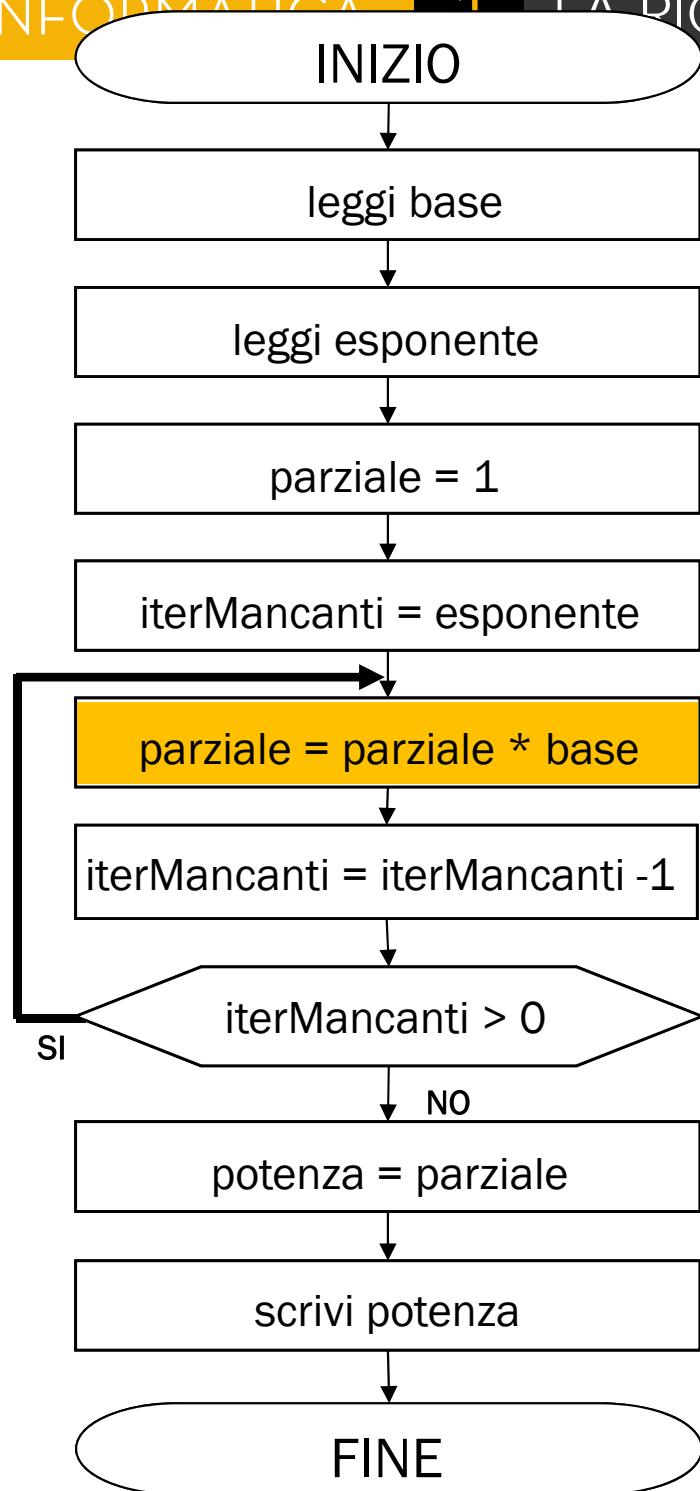 INIZIO
leggi base
leggi esponente
parziale = 1
iterMancanti = esponente
parziale = parziale * base
iterMancanti = iterMancanti -1
iterMancanti > 0
SI
NO
potenza = parziale
scrivi potenza
FINE